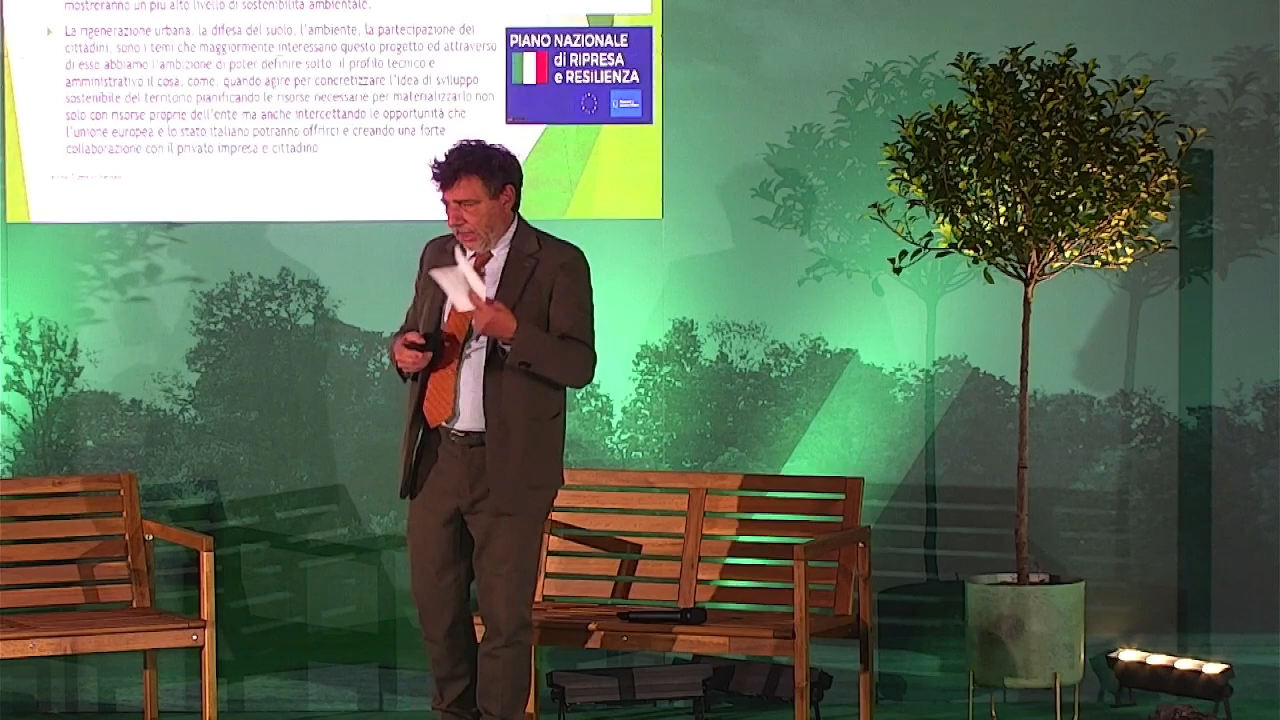 mostreranno un più alto livello di sostenibilità ambientale.
La rigenerazione urbana, la difesa del suolo, l'ambiente, la partecipazione dei
cittadini, sono i temi che maggiormente interessano questo progetto ed attraverso
di esso abbiamo l'ambizione di poter definire sotto il profilo tecnico e
amministrativo il cosa, come, quando agire per concretizzare l'idea di sviluppo
sostenibile del territorio pianificando le risorse necessarie per materializzarlo non
solo con risorse proprie dell'ente ma anche intercettando le opportunità che
l'unione europea e lo stato italiano potranno offrirci e creando una forte
collaborazione con il privato impresa e cittadino
PIANO NAZIONALE
di RIPRESA
e RESILIENZA